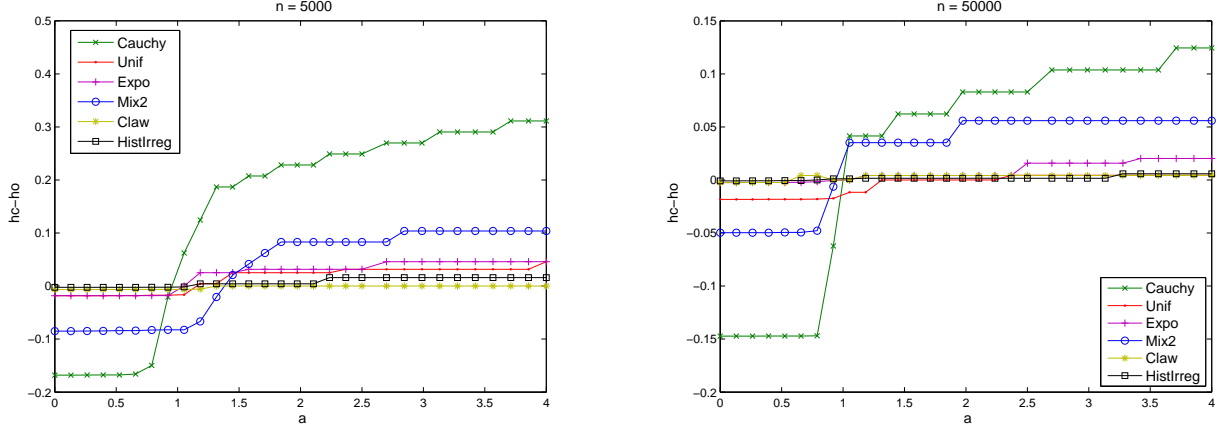 n = 5000
0.5
0.4
0.3
0.2
0.1
0
−0.1
−0.2
hc−ho
0 0.5 1 1.5 2 2.5 3 3.5 4
a
Cauchy
Unif
Expo
Mix2
Claw
HistIrreg
n = 50000
0.15
0.1
0.05
0
−0.05
−0.1
−0.15
−0.2
hc−ho
0 0.5 1 1.5 2 2.5 3 3.5 4
a
Cauchy
Unif
Expo
Mix2
Claw
HistIrreg